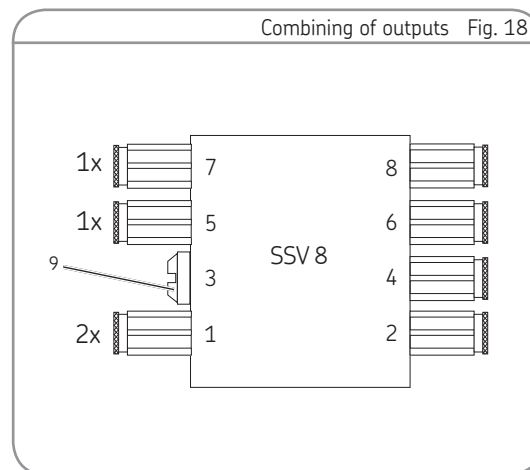 Combining of outputs Fig. 18
1x 7 8
1x 5 6
SSV 8
9 3 4
2x 1 2